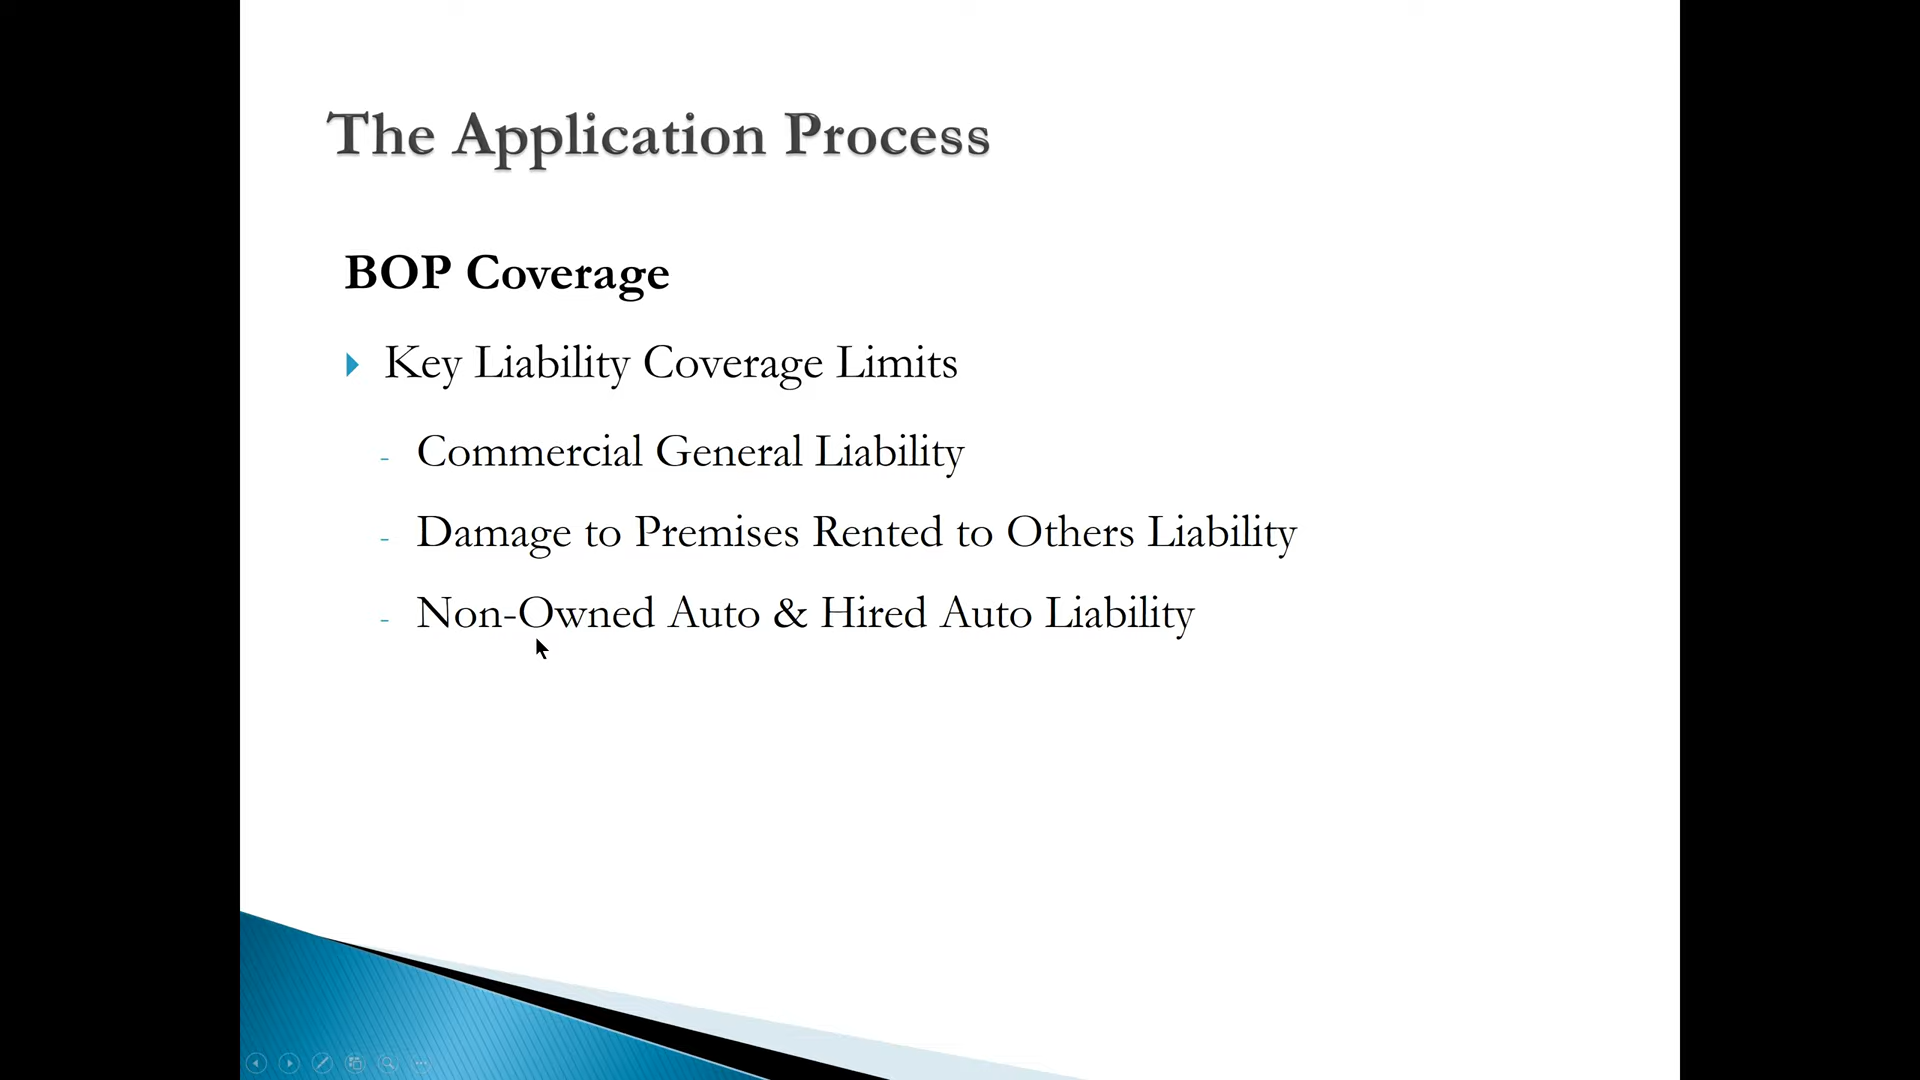 The Application Process
BOP Coverage
Key Liability Coverage Limits
- Commercial General Liability
- Damage to Premises Rented to Others Liability
- Non-Owned Auto & Hired Auto Liability